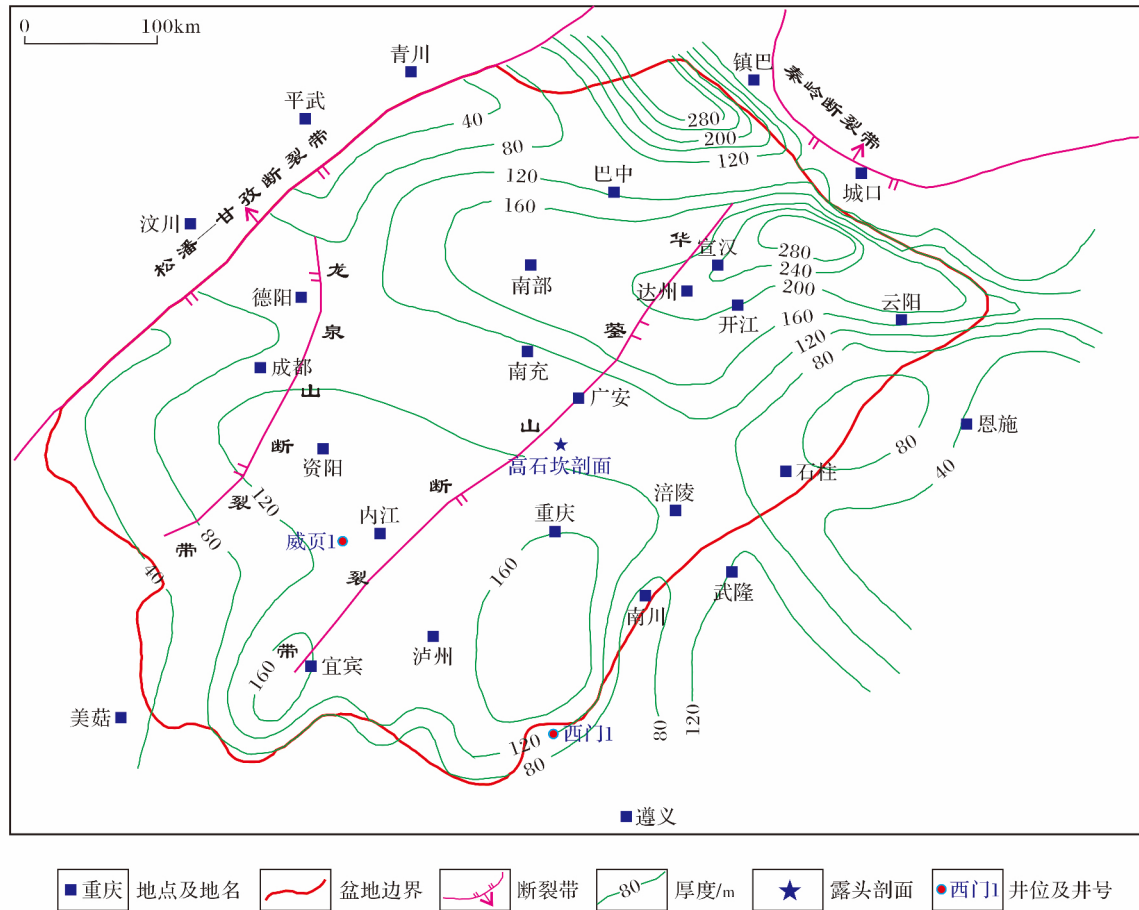 0 100km
青川
镇巴
平武
秦岭断裂带
280
40
200
80
120
城口
巴中
120
160
汶川
松潘—甘孜断裂带
华蓥山断裂带
宣汉
280
龙泉山断裂带
南部
240
德阳
达州
200
开江
云阳
160
120
南充
80
成都
广安
恩施
80
资阳
高石坎剖面
石柱
40
涪陵
120
内江
重庆
80
威页1
160
40
武隆
南川
泸州
160
宜宾
美菇
120
80
120
西门1
80
遵义
重庆 地点及地名
盆地边界
断裂带
80 厚度/m
露头剖面
西门1 井位及井号